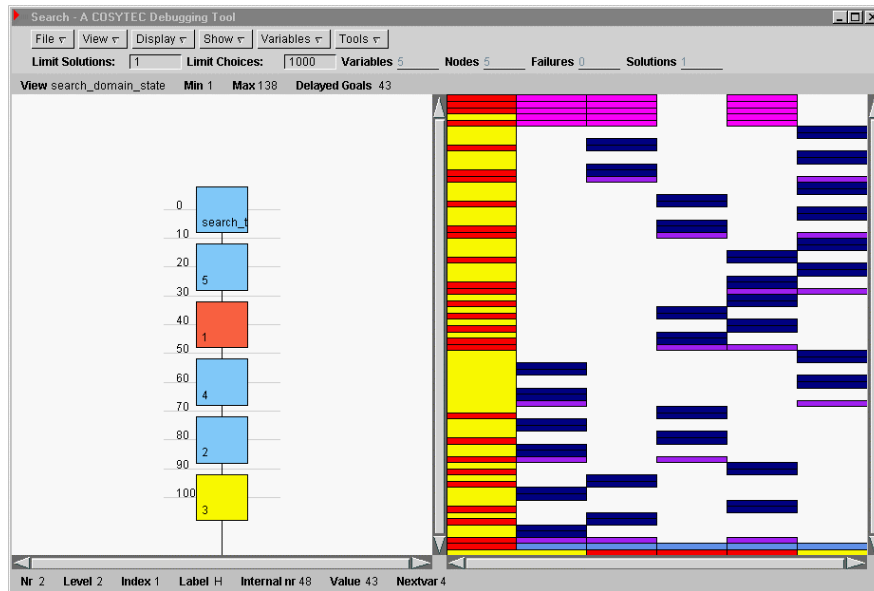 Search - A COSYTEC Debugging Tool
File View Display Show Variables Tools
Limit Solutions: 1 Limit Choices: 1000 Variables 5 Nodes 5 Failures 0 Solutions 1
View search_domain_state Min 1 Max 138 Delayed Goals 43
0
search_t
10
20
5
30
40
1
50
60
4
70
80
2
90
100
3
Nr 2 Level 2 Index 1 Label H Internal nr 48 Value 43 Nextvar 4